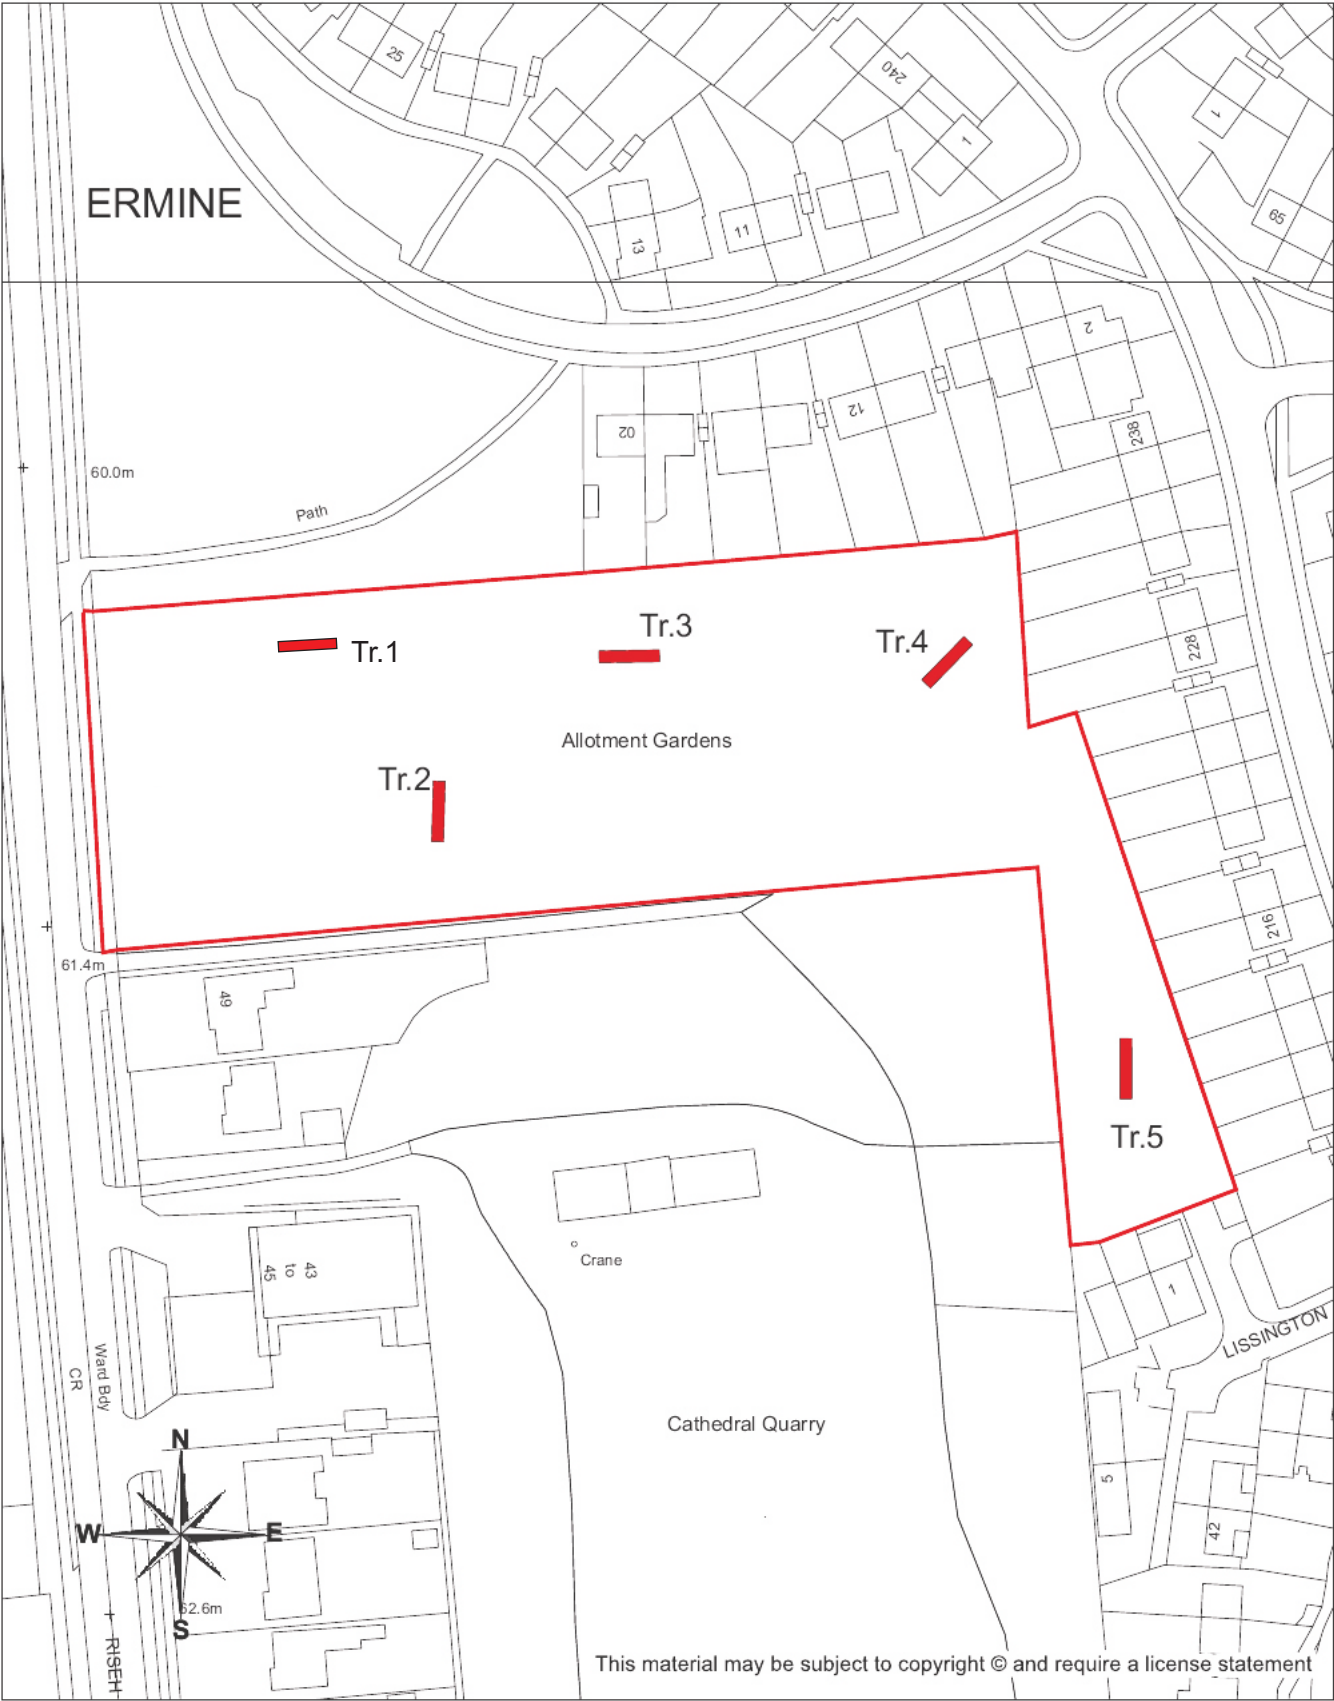 25
240
1
1
65
ERMINE
13
11
2
12
02
238
60.0m
Path
Tr.1
Tr.3
Tr.4
228
Allotment Gardens
Tr.2
216
61.4m
49
Tr.5
Crane
45
to
43
1
LISSINGTON
CR
Ward Bdy
Cathedral Quarry
N
W
E
S
5
42
62.6m
RISEH
This material may be subject to copyright © and require a license statement